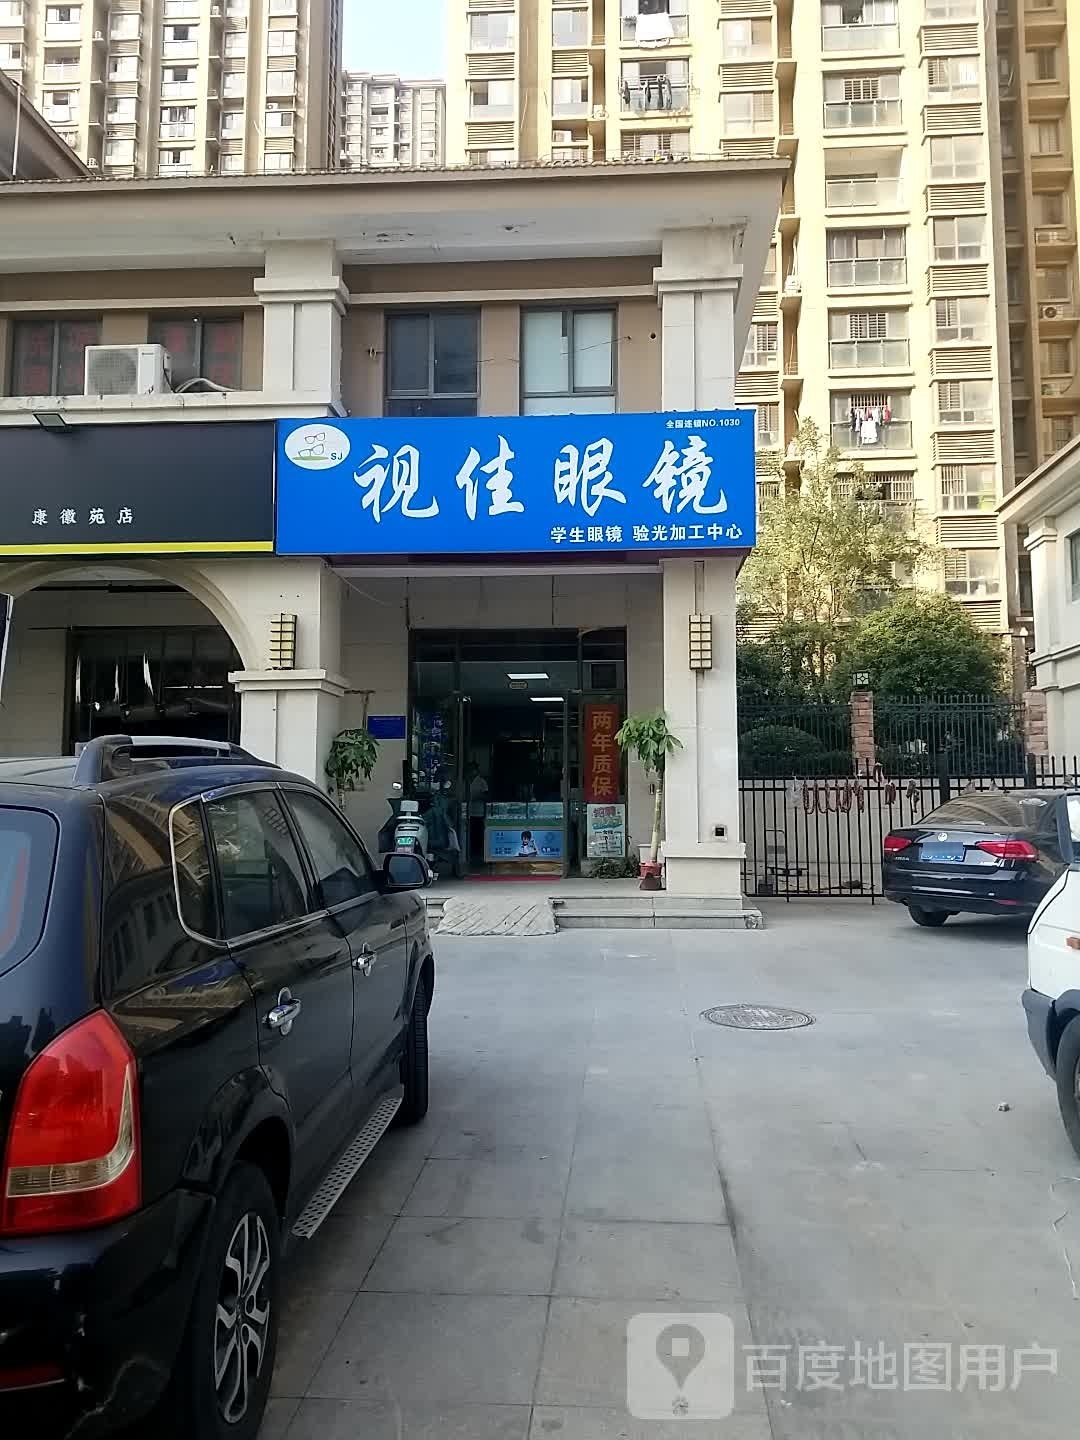 全国连锁NO.1030
SJ
视佳眼镜
学生眼镜 验光加工中心
康徽苑店
两年质保
百度地图用户